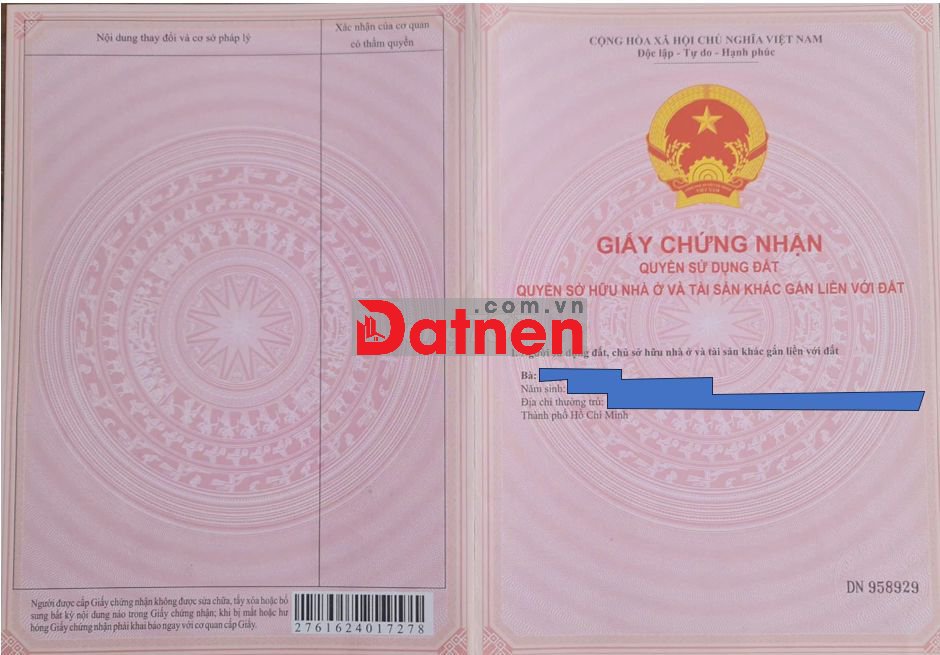 Nội dung thay đổi và cơ sở pháp lý
Xác nhận của cơ quan
có thẩm quyền
Người được cấp Giấy chứng nhận không được sửa chữa, tẩy xóa hoặc bổ
sung bất kỳ nội dung nào trong Giấy chứng nhận; khi bị mất hoặc hư
hỏng Giấy chứng nhận phải khai báo ngay với cơ quan cấp Giấy.
2761624017278
CỘNG HÒA XÃ HỘI CHỦ NGHĨA VIỆT NAM
Độc lập - Tự do - Hạnh phúc
GIẤY CHỨNG NHẬN
QUYỀN SỬ DỤNG ĐẤT
QUYỀN SỞ HỮU NHÀ Ở VÀ TÀI SẢN KHÁC GẮN LIỀN VỚI ĐẤT
.com.vn
Datnen
I. Người sử dụng đất, chủ sở hữu nhà ở và tài sản khác gắn liền với đất
Bà:
Năm sinh:
Địa chỉ thường trú:
Thành phố Hồ Chí Minh
DN 958929